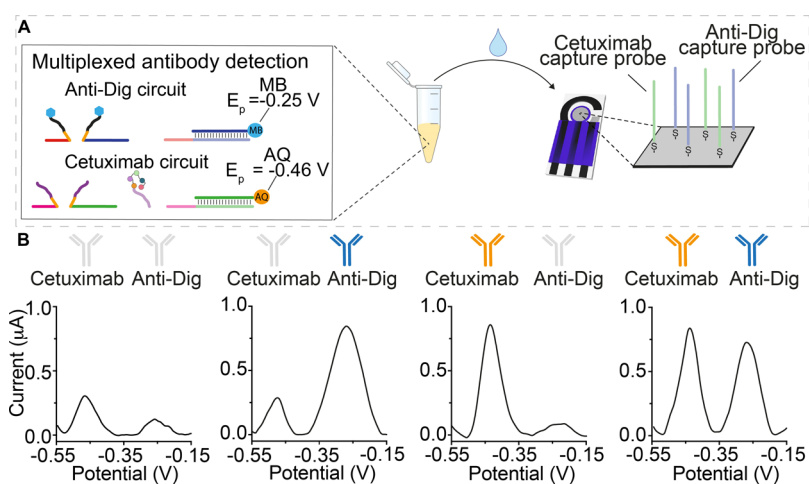 A
Multiplexed antibody detection
Anti-Dig circuit
MB
Ep=-0.25 V
MB
Cetuximab circuit
AQ
Ep = -0.46 V
AQ
Cetuximab
capture probe
Anti-Dig
capture probe
S S S S S S
B
Cetuximab Anti-Dig
Cetuximab Anti-Dig
Cetuximab Anti-Dig
Cetuximab Anti-Dig
Current (μA)
1.0
0.5
0.0
-0.55 -0.35 -0.15
Potential (V)
1.0
0.5
0.0
-0.55 -0.35 -0.15
Potential (V)
1.0
0.5
0.0
-0.55 -0.35 -0.15
Potential (V)
1.0
0.5
0.0
-0.55 -0.35 -0.15
Potential (V)